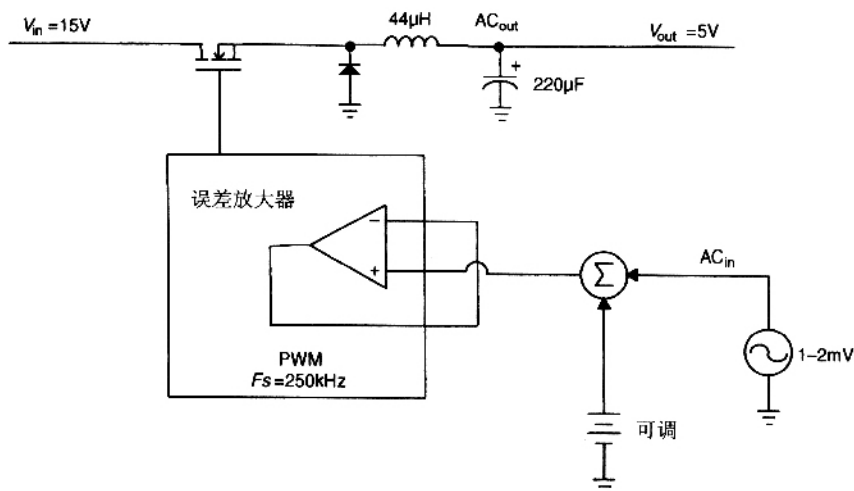 Vin =15V
44μH
ACout
Vout =5V
+
220μF
误差放大器
−
+
Σ
ACin
PWM
Fs=250kHz
1-2mV
可调